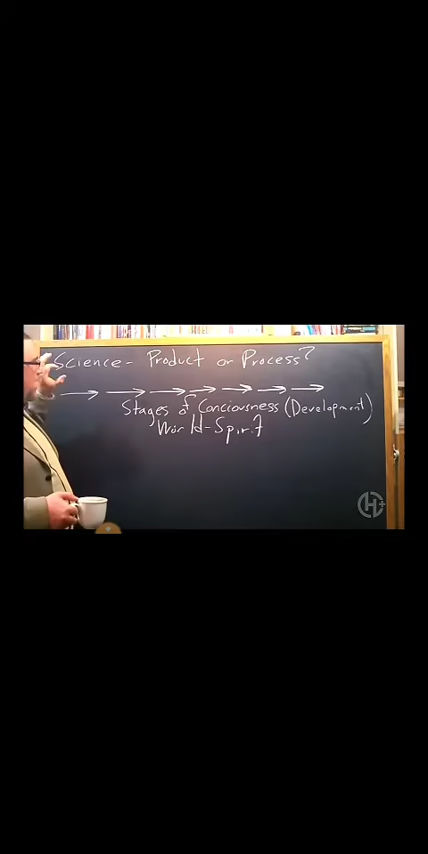 Science - Product or Process?
Stages of Conciousness (Development)
World-Spirit